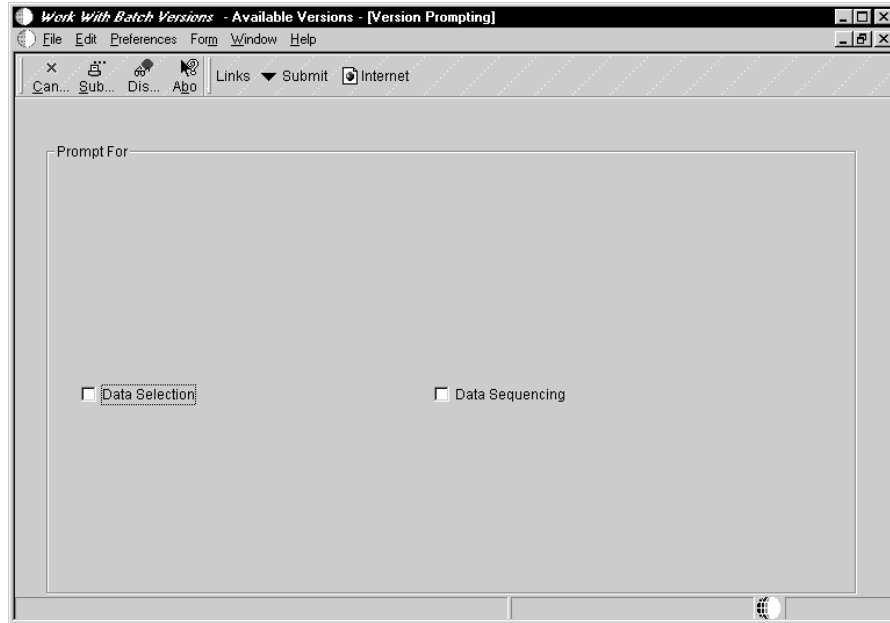 Work With Batch Versions - Available Versions - [Version Prompting]
File Edit Preferences Form Window Help
Can... Sub... Dis... Abo Links Submit Internet
Prompt For
Data Selection Data Sequencing